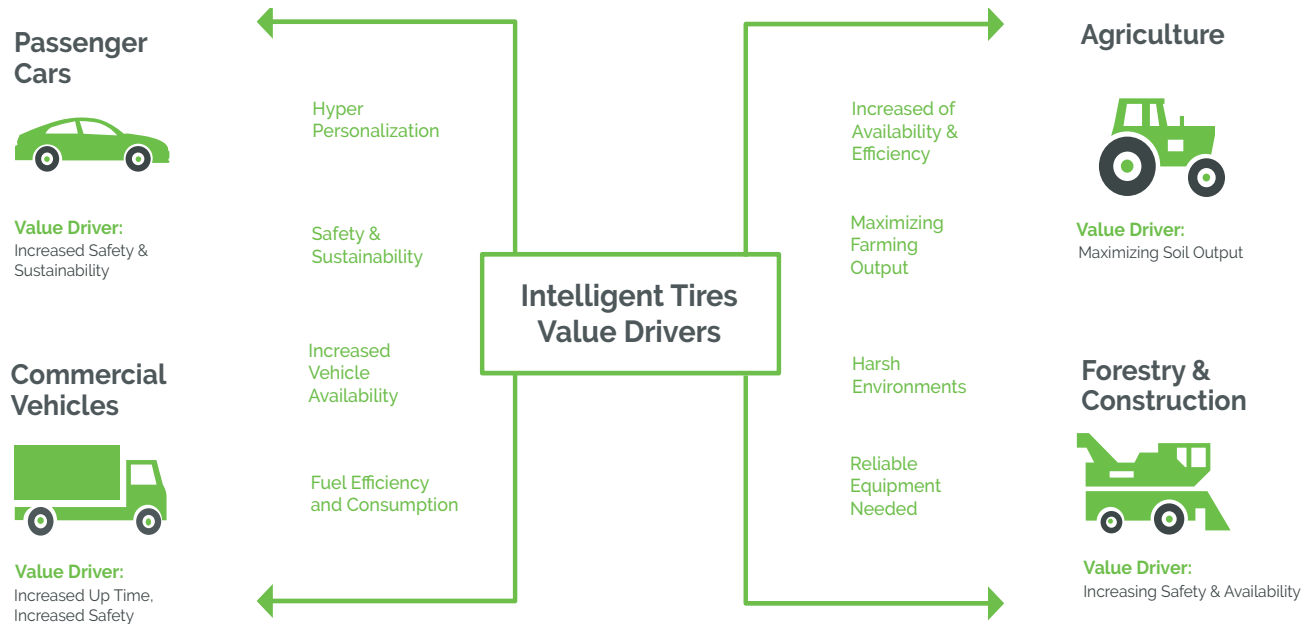 Passenger
Cars
Value Driver:
Increased Safety &
Sustainability
Commercial
Vehicles
Value Driver:
Increased Up Time,
Increased Safety
Hyper
Personalization
Safety &
Sustainability
Increased
Vehicle
Availability
Fuel Efficiency
and Consumption
Intelligent Tires
Value Drivers
Increased of
Availability &
Efficiency
Maximizing
Farming
Output
Harsh
Environments
Reliable
Equipment
Needed
Agriculture
Value Driver:
Maximizing Soil Output
Forestry &
Construction
Value Driver:
Increasing Safety & Availability